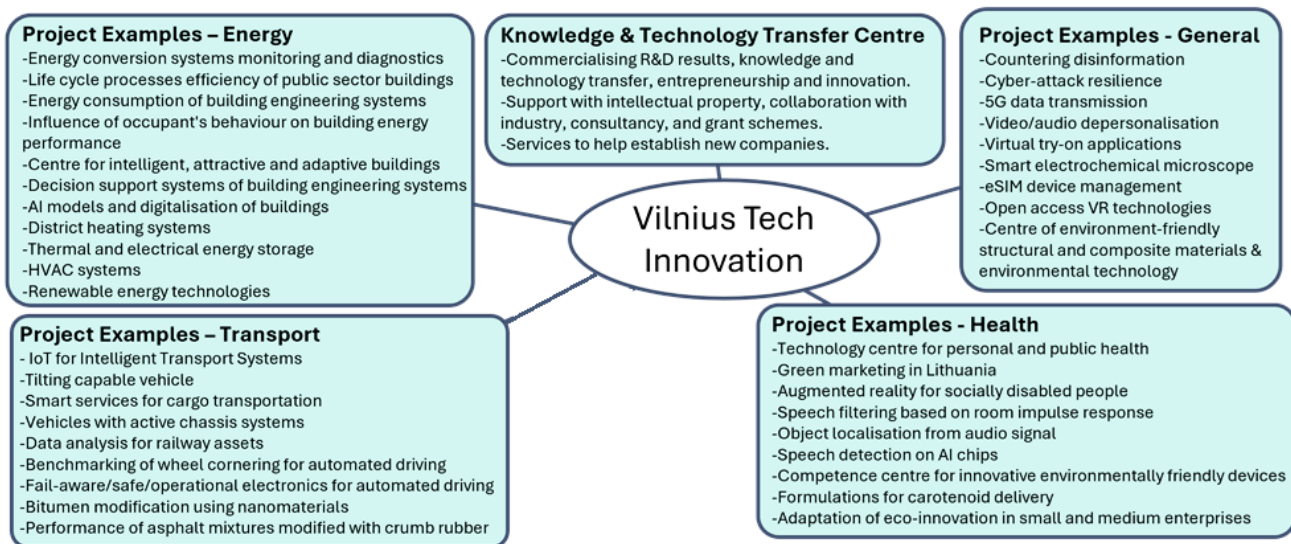 Project Examples – Energy
-Energy conversion systems monitoring and diagnostics
-Life cycle processes efficiency of public sector buildings
-Energy consumption of building engineering systems
-Influence of occupant's behaviour on building energy
performance
-Centre for intelligent, attractive and adaptive buildings
-Decision support systems of building engineering systems
-AI models and digitalisation of buildings
-District heating systems
-Thermal and electrical energy storage
-HVAC systems
-Renewable energy technologies
Knowledge & Technology Transfer Centre
-Commercialising R&D results, knowledge and
technology transfer, entrepreneurship and innovation.
-Support with intellectual property, collaboration with
industry, consultancy, and grant schemes.
-Services to help establish new companies.
Project Examples - General
-Countering disinformation
-Cyber-attack resilience
-5G data transmission
-Video/audio depersonalisation
-Virtual try-on applications
-Smart electrochemical microscope
-eSIM device management
-Open access VR technologies
-Centre of environment-friendly
structural and composite materials &
environmental technology
Vilnius Tech
Innovation
Project Examples – Transport
- IoT for Intelligent Transport Systems
-Tilting capable vehicle
-Smart services for cargo transportation
-Vehicles with active chassis systems
-Data analysis for railway assets
-Benchmarking of wheel cornering for automated driving
-Fail-aware/safe/operational electronics for automated driving
-Bitumen modification using nanomaterials
-Performance of asphalt mixtures modified with crumb rubber
Project Examples - Health
-Technology centre for personal and public health
-Green marketing in Lithuania
-Augmented reality for socially disabled people
-Speech filtering based on room impulse response
-Object localisation from audio signal
-Speech detection on AI chips
-Competence centre for innovative environmentally friendly devices
-Formulations for carotenoid delivery
-Adaptation of eco-innovation in small and medium enterprises